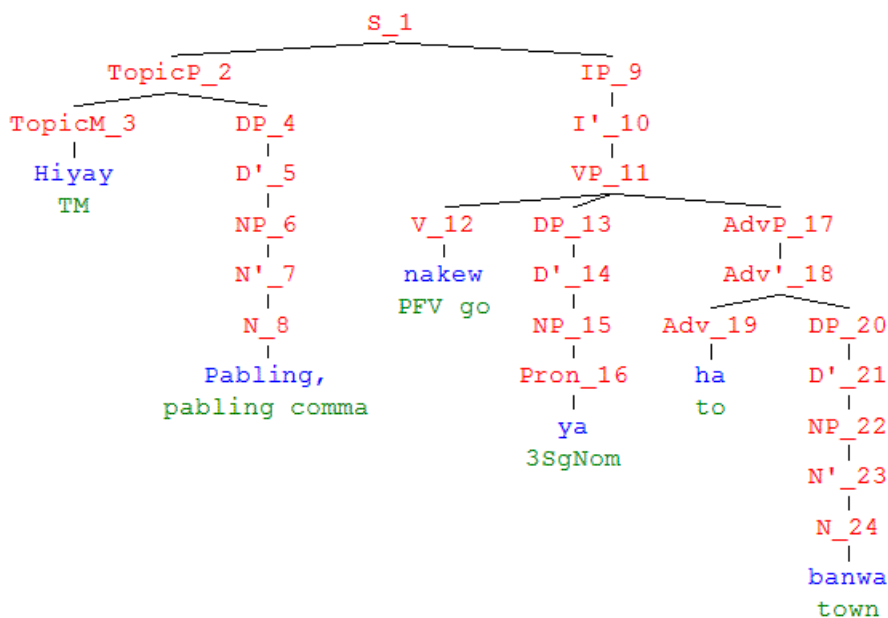 S_1
TopicP_2 IP_9
TopicM_3 DP_4 I'_10
Hiyay D'_5 VP_11
TM
NP_6 V_12 DP_13 AdvP_17
N'_7 nakew D'_14 Adv'_18
PFV go
N_8 NP_15 Adv_19 DP_20
Pabling, Pron_16 ha D'_21
pabling comma to
ya NP_22
3SgNom
N'_23
N_24
banwa
town